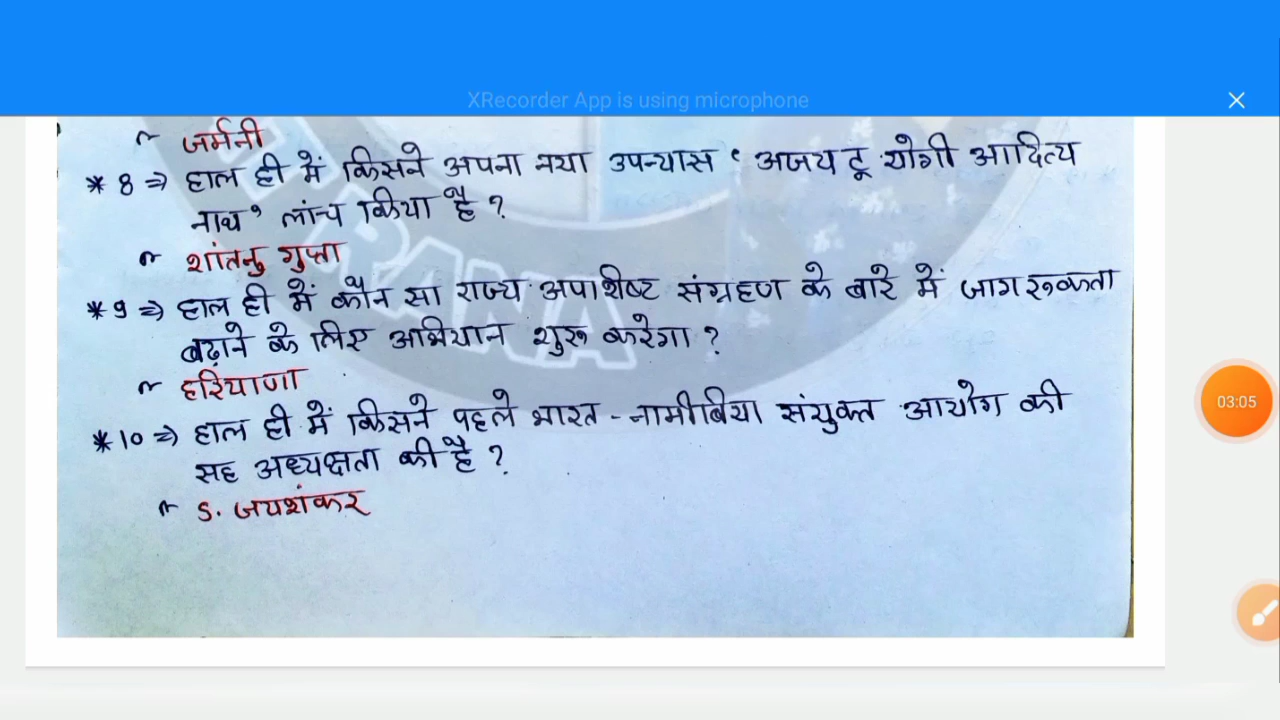 XRecorder App is using microphone
~ जर्मनी
* 8 ⇒ हाल ही में किसने अपना नया उपन्यास ‘ अजय टू योगी आदित्य
नाथ’ लांच किया है ?
~ शांतनु गुप्ता
* 9 ⇒ हाल ही में कौन सा राज्य अपाशिष्ट संग्रहण के बारे में जागरूकता
बढ़ाने के लिए अभियान शुरू करेगा ?
~ हरियाणा
03:05
* 10 ⇒ हाल ही में किसने पहले भारत - नामीबिया संयुक्त आयोग की
सह अध्यक्षता की है ?
~ S. जयशंकर